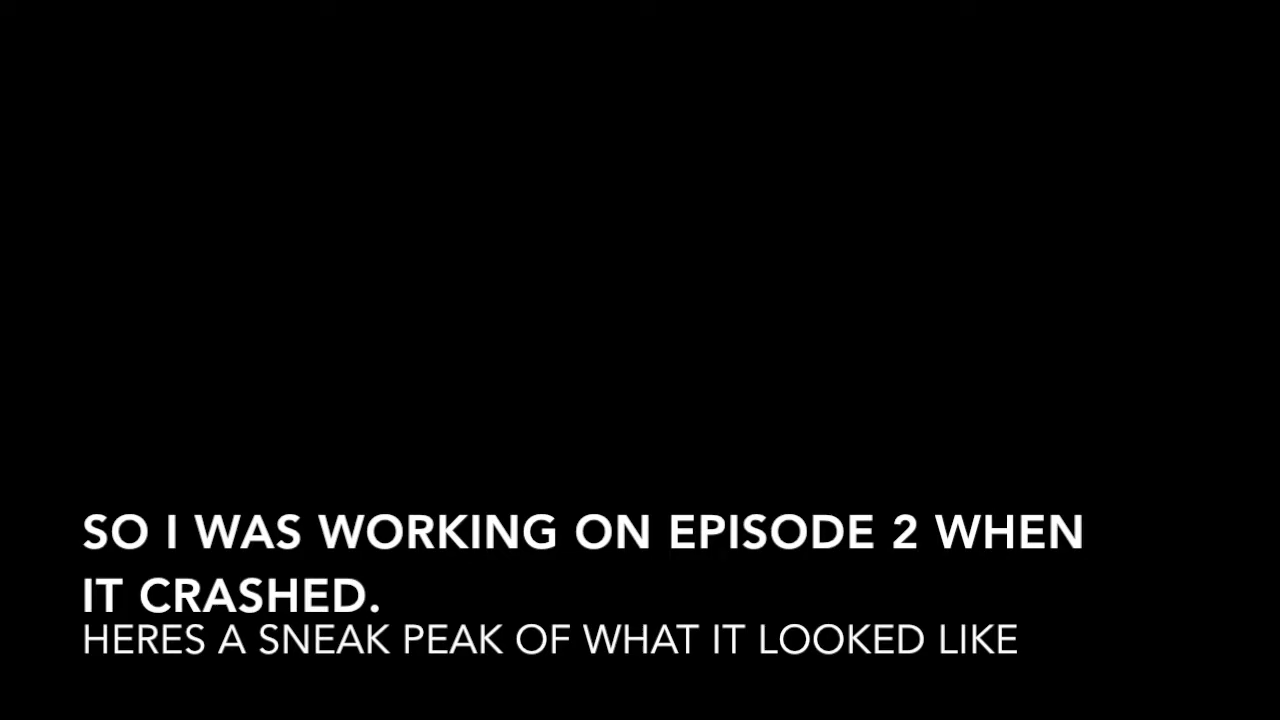 SO I WAS WORKING ON EPISODE 2 WHEN
IT CRASHED.
HERES A SNEAK PEAK OF WHAT IT LOOKED LIKE